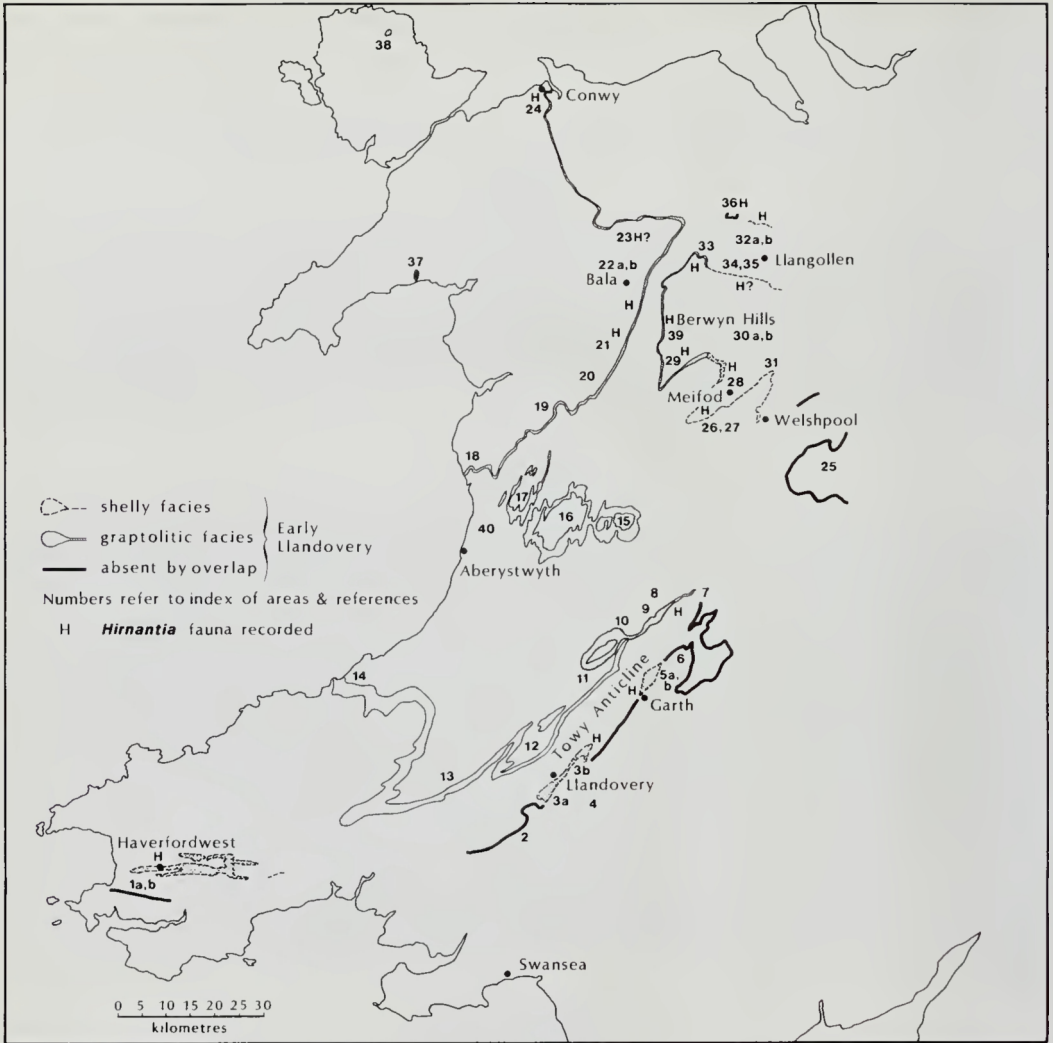 38
H
24
Conwy
36H
H
23H?
33
32a,b
34,35
Llangollen
H
H?
37
22a,b
Bala
H
H
21
H Berwyn Hills
39
30a,b
H
29
H
31
28
Meifod
20
19
H
26,27
Welshpool
18
25
17
16
15
40
Aberystwyth
shelly facies
graptolitic facies
absent by overlap
Early
Llandovery
Numbers refer to index of areas & references
H Hirnantia fauna recorded
8
7
9
H
10
6
11
5a,
b
H
Garth
Towy Anticline
14
12
H
13
3b
Llandovery
3a
4
2
Haverfordwest
H
1a,b
Swansea
0 5 10 15 20 25 30
kilometres